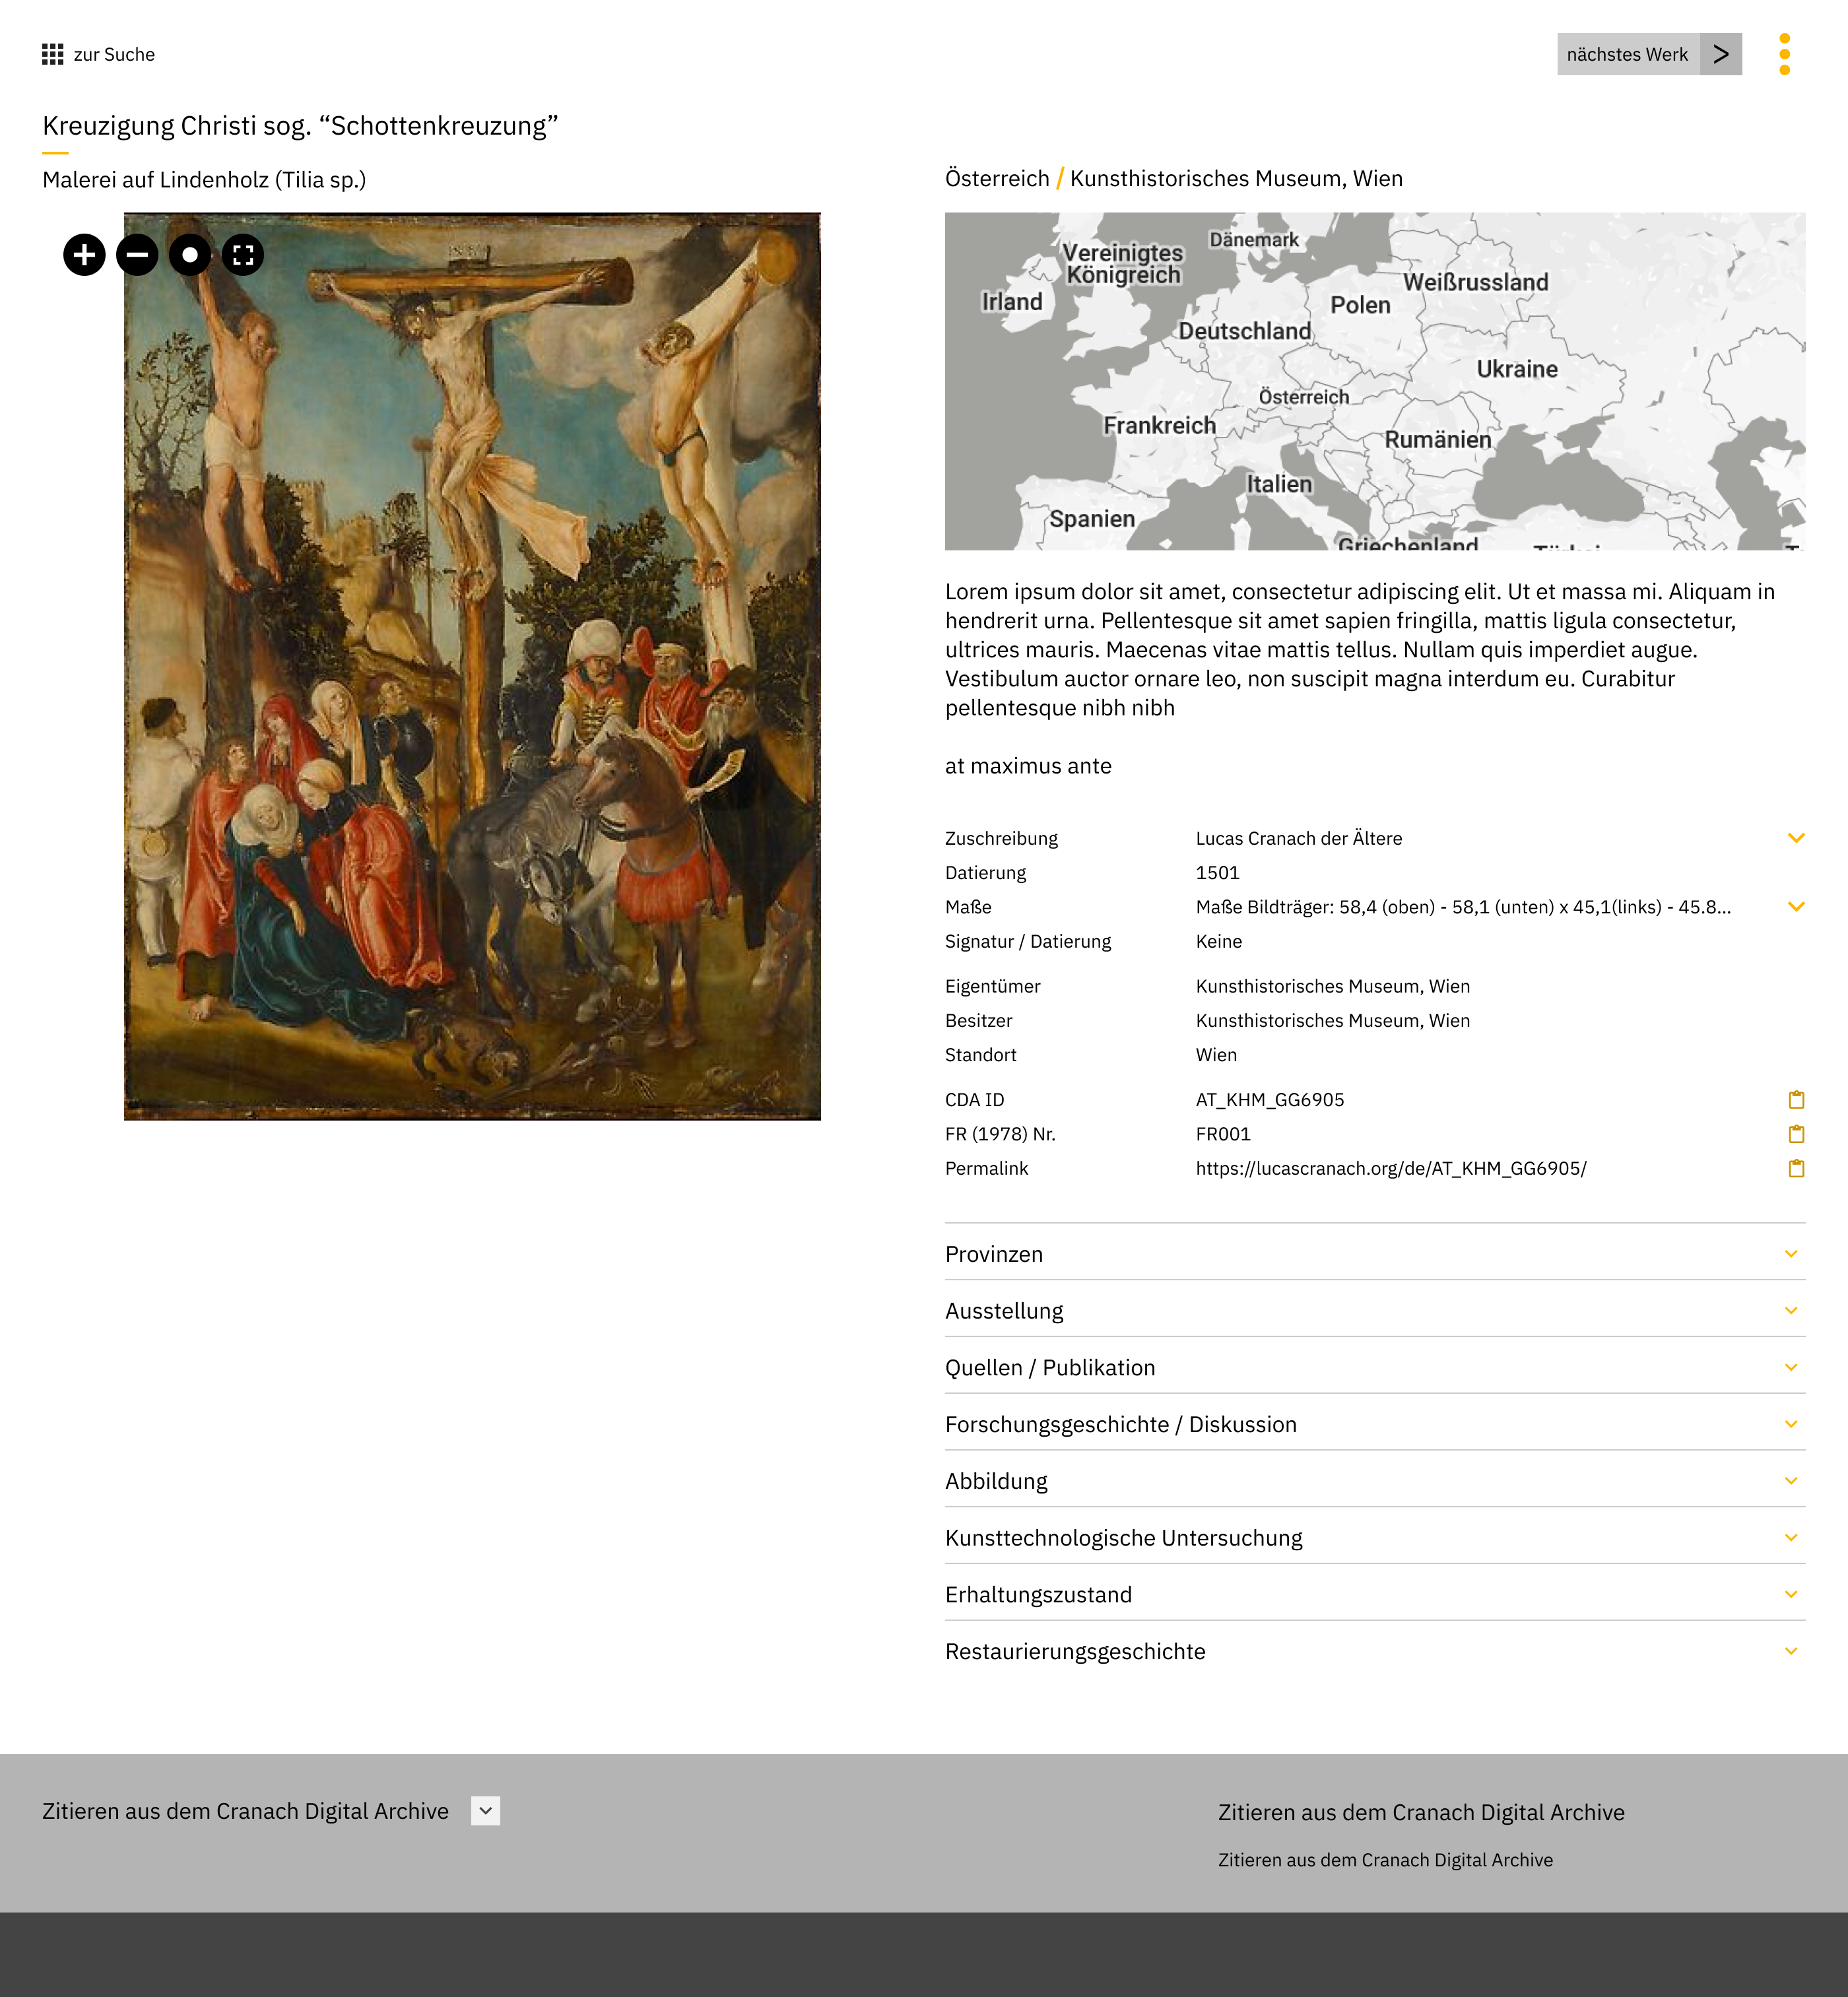 zur Suche
nächstes Werk >
Kreuzigung Christi sog. “Schottenkreuzung”
Malerei auf Lindenholz (Tilia sp.)
Österreich / Kunsthistorisches Museum, Wien
Dänemark
Vereinigtes
Königreich
Weißrussland
Irland
Polen
Deutschland
Ukraine
Österreich
Frankreich
Rumänien
Italien
Spanien
Griechenland
Lorem ipsum dolor sit amet, consectetur adipiscing elit. Ut et massa mi. Aliquam in
hendrerit urna. Pellentesque sit amet sapien fringilla, mattis ligula consectetur,
ultrices mauris. Maecenas vitae mattis tellus. Nullam quis imperdiet augue.
Vestibulum auctor ornare leo, non suscipit magna interdum eu. Curabitur
pellentesque nibh nibh
at maximus ante
Zuschreibung Lucas Cranach der Ältere
Datierung 1501
Maße Maße Bildträger: 58,4 (oben) - 58,1 (unten) x 45,1(links) - 45.8...
Signatur / Datierung Keine
Eigentümer Kunsthistorisches Museum, Wien
Besitzer Kunsthistorisches Museum, Wien
Standort Wien
CDA ID AT_KHM_GG6905
FR (1978) Nr. FR001
Permalink https://lucascranach.org/de/AT_KHM_GG6905/
Provinzen
Ausstellung
Quellen / Publikation
Forschungsgeschichte / Diskussion
Abbildung
Kunsttechnologische Untersuchung
Erhaltungszustand
Restaurierungsgeschichte
Zitieren aus dem Cranach Digital Archive
Zitieren aus dem Cranach Digital Archive
Zitieren aus dem Cranach Digital Archive